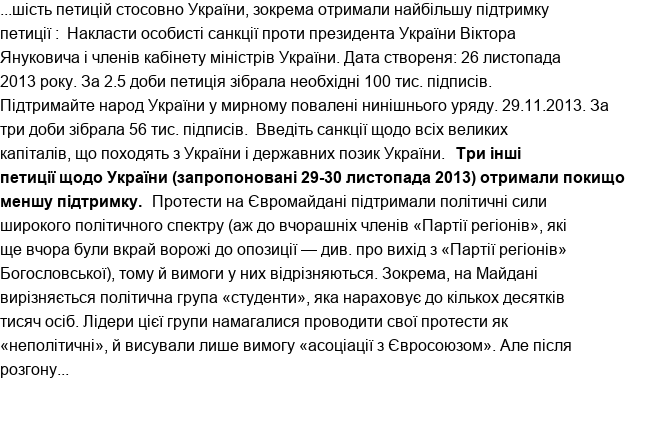 ...шість петицій стосовно України, зокрема отримали найбільшу підтримку
петиції :  Накласти особисті санкції проти президента України Віктора
Януковича і членів кабінету міністрів України. Дата створеня: 26 листопада
2013 року. За 2.5 доби петиція зібрала необхідні 100 тис. підписів.
Підтримайте народ України у мирному повалені нинішнього уряду. 29.11.2013. За
три доби зібрала 56 тис. підписів.  Введіть санкції щодо всіх великих
капіталів, що походять з України і державних позик України.   Три інші
петиції щодо України (запропоновані 29-30 листопада 2013) отримали покищо
меншу підтримку.  Протести на Євромайдані підтримали політичні сили
широкого політичного спектру (аж до вчорашніх членів «Партії регіонів», які
ще вчора були вкрай ворожі до опозиції — див. про вихід з «Партії регіонів»
Богословської), тому й вимоги у них відрізняються. Зокрема, на Майдані
вирізняється політична група «студенти», яка нараховує до кількох десятків
тисяч осіб. Лідери цієї групи намагалися проводити свої протести як
«неполітичні», й висували лише вимогу «асоціації з Євросоюзом». Але після
розгону...